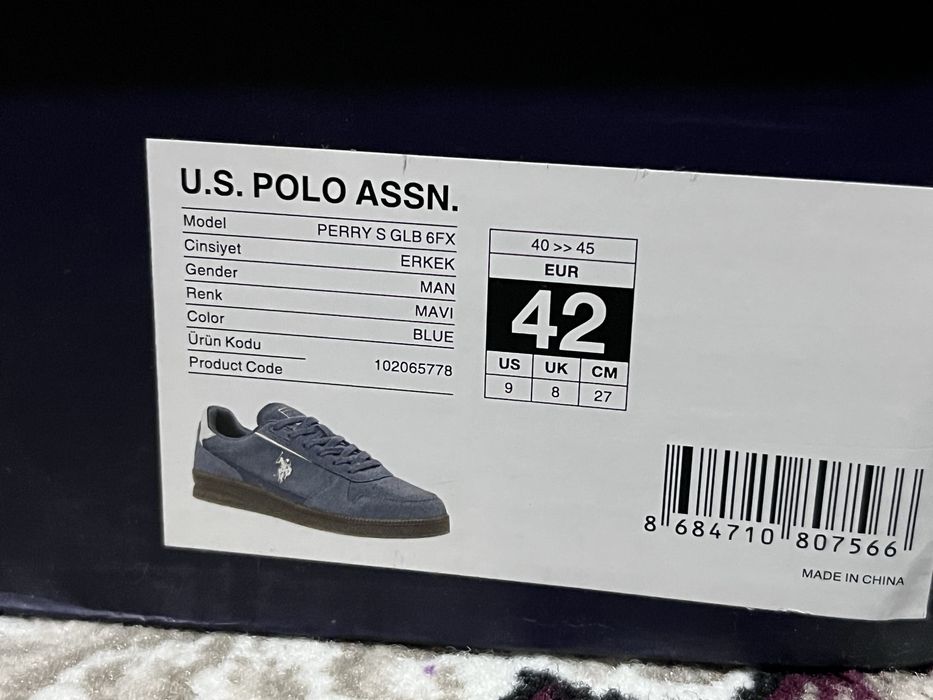 U.S. POLO ASSN.
Model PERRY S GLB 6FX
Cinsiyet ERKEK
Gender MAN
Renk MAVI
Color BLUE
Ürün Kodu
Product Code 102065778
40 >> 45
EUR
42
US UK CM
9 8 27
8 684710 807566
MADE IN CHINA